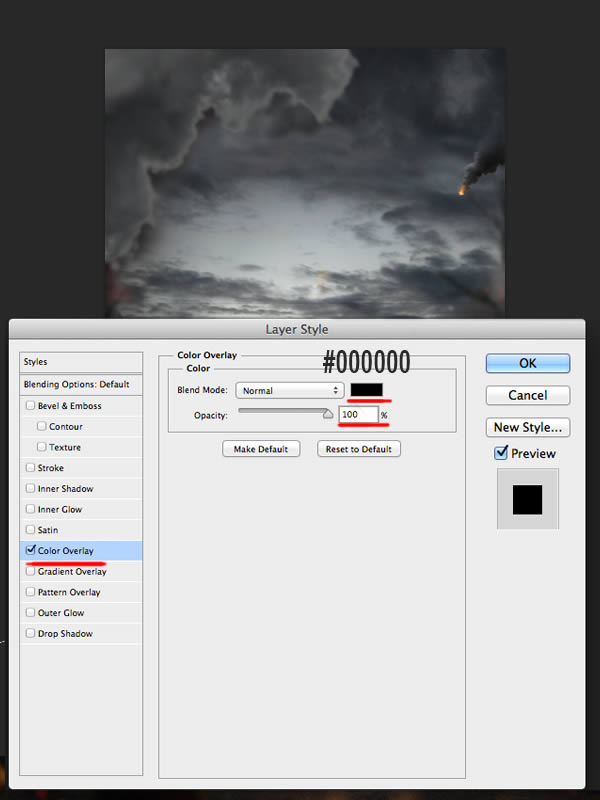 Layer Style
Styles
Blending Options: Default
Bevel & Emboss
Contour
Texture
Stroke
Inner Shadow
Inner Glow
Satin
Color Overlay
Gradient Overlay
Pattern Overlay
Outer Glow
Drop Shadow
Color Overlay
#000000
Color
Blend Mode: Normal
Opacity: 100 %
Make Default Reset to Default
OK
Cancel
New Style...
Preview